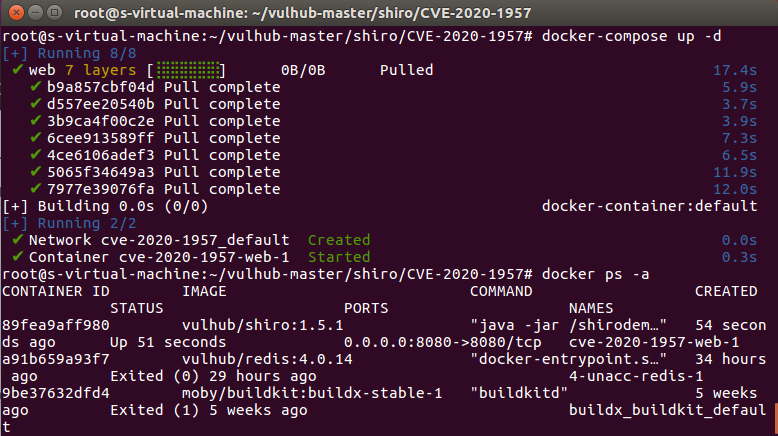 root@s-virtual-machine: ~/vulhub-master/shiro/CVE-2020-1957
root@s-virtual-machine:~/vulhub-master/shiro/CVE-2020-1957# docker-compose up -d
[+] Running 8/8
✔ web 7 layers [⣿⣿⣿⣿⣿⣿⣿] 0B/0B Pulled 17.4s
✔ b9a857cbf04d Pull complete 5.9s
✔ d557ee20540b Pull complete 3.7s
✔ 3b9ca4f00c2e Pull complete 3.9s
✔ 6cee913589ff Pull complete 7.3s
✔ 4ce6106adef3 Pull complete 6.5s
✔ 5065f34649a3 Pull complete 11.9s
✔ 7977e39076fa Pull complete 12.0s
[+] Building 0.0s (0/0) docker-container:default
[+] Running 2/2
✔ Network cve-2020-1957_default Created 0.0s
✔ Container cve-2020-1957-web-1 Started 0.3s
root@s-virtual-machine:~/vulhub-master/shiro/CVE-2020-1957# docker ps -a
CONTAINER ID IMAGE COMMAND CREATED
STATUS PORTS NAMES
89fea9aff980 vulhub/shiro:1.5.1 "java -jar /shirodem…" 54 secon
ds ago Up 51 seconds 0.0.0.0:8080->8080/tcp cve-2020-1957-web-1
a91b659a93f7 vulhub/redis:4.0.14 "docker-entrypoint.s…" 34 hours
ago Exited (0) 29 hours ago 4-unacc-redis-1
9be37632dfd4 moby/buildkit:buildx-stable-1 "buildkitd" 5 weeks
ago Exited (1) 5 weeks ago buildx_buildkit_defaul
t